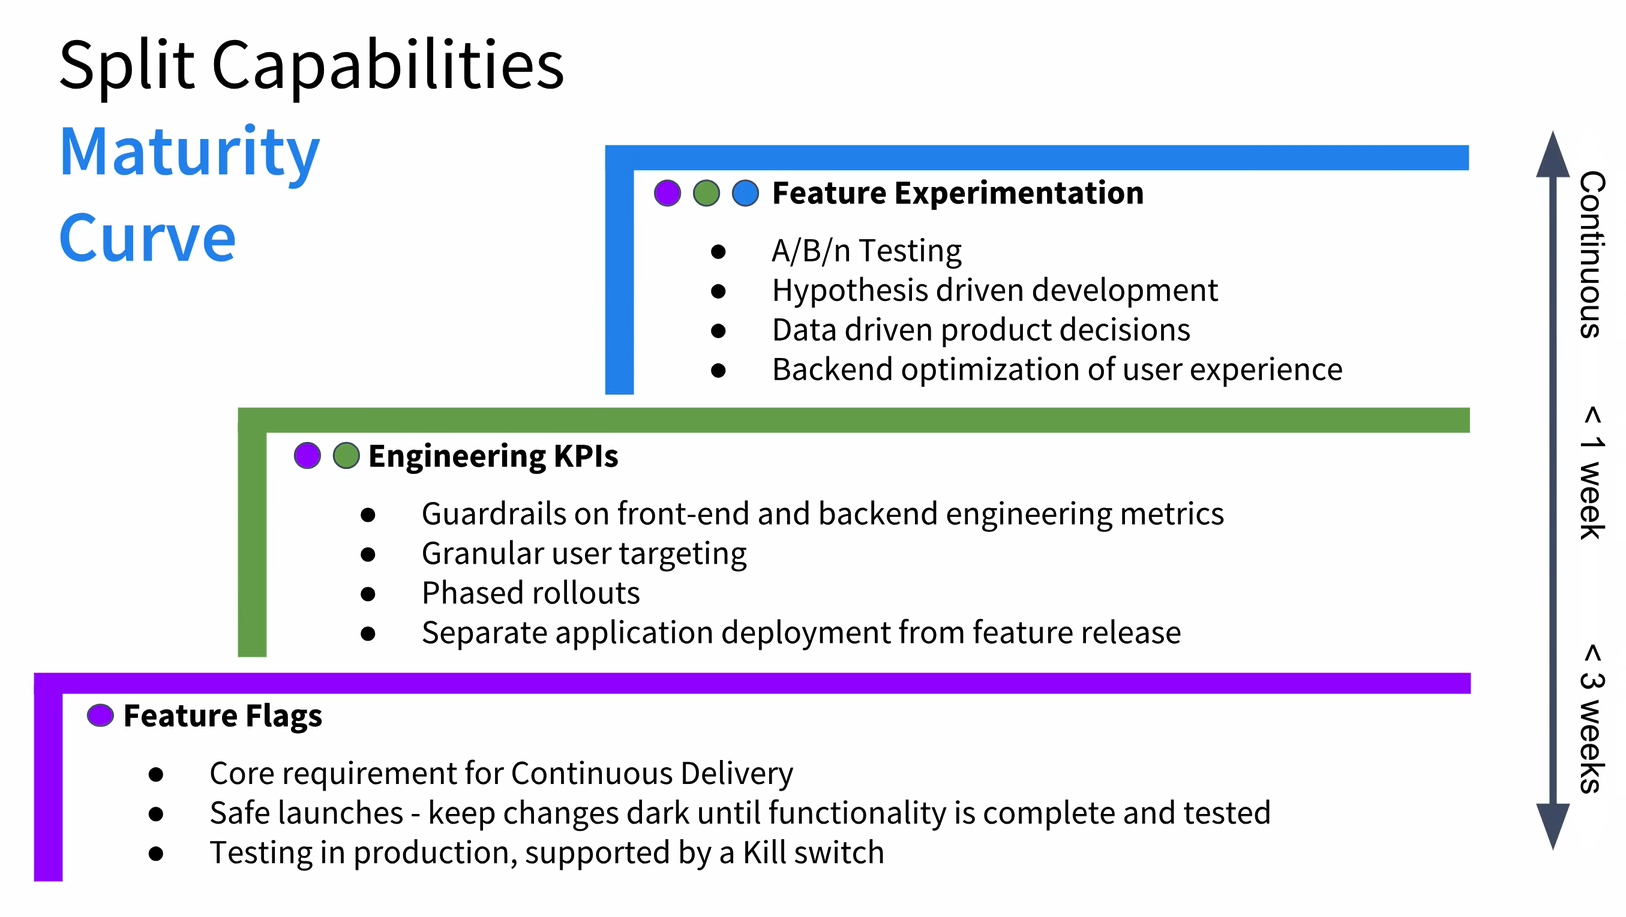 Split Capabilities
Maturity
Curve
Feature Experimentation
● A/B/n Testing
● Hypothesis driven development
● Data driven product decisions
● Backend optimization of user experience
Engineering KPIs
● Guardrails on front-end and backend engineering metrics
● Granular user targeting
● Phased rollouts
● Separate application deployment from feature release
Feature Flags
● Core requirement for Continuous Delivery
● Safe launches - keep changes dark until functionality is complete and tested
● Testing in production, supported by a Kill switch
Continuous
< 1 week
< 3 weeks